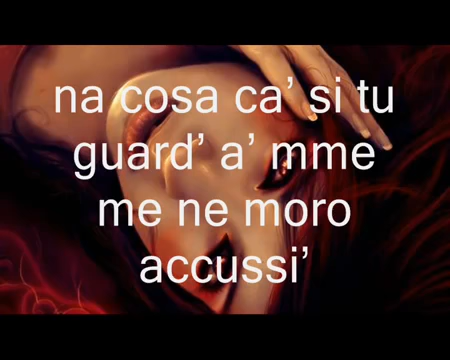 na cosa ca’ si tu
guard’ a’ mme
me ne moro
accussi’